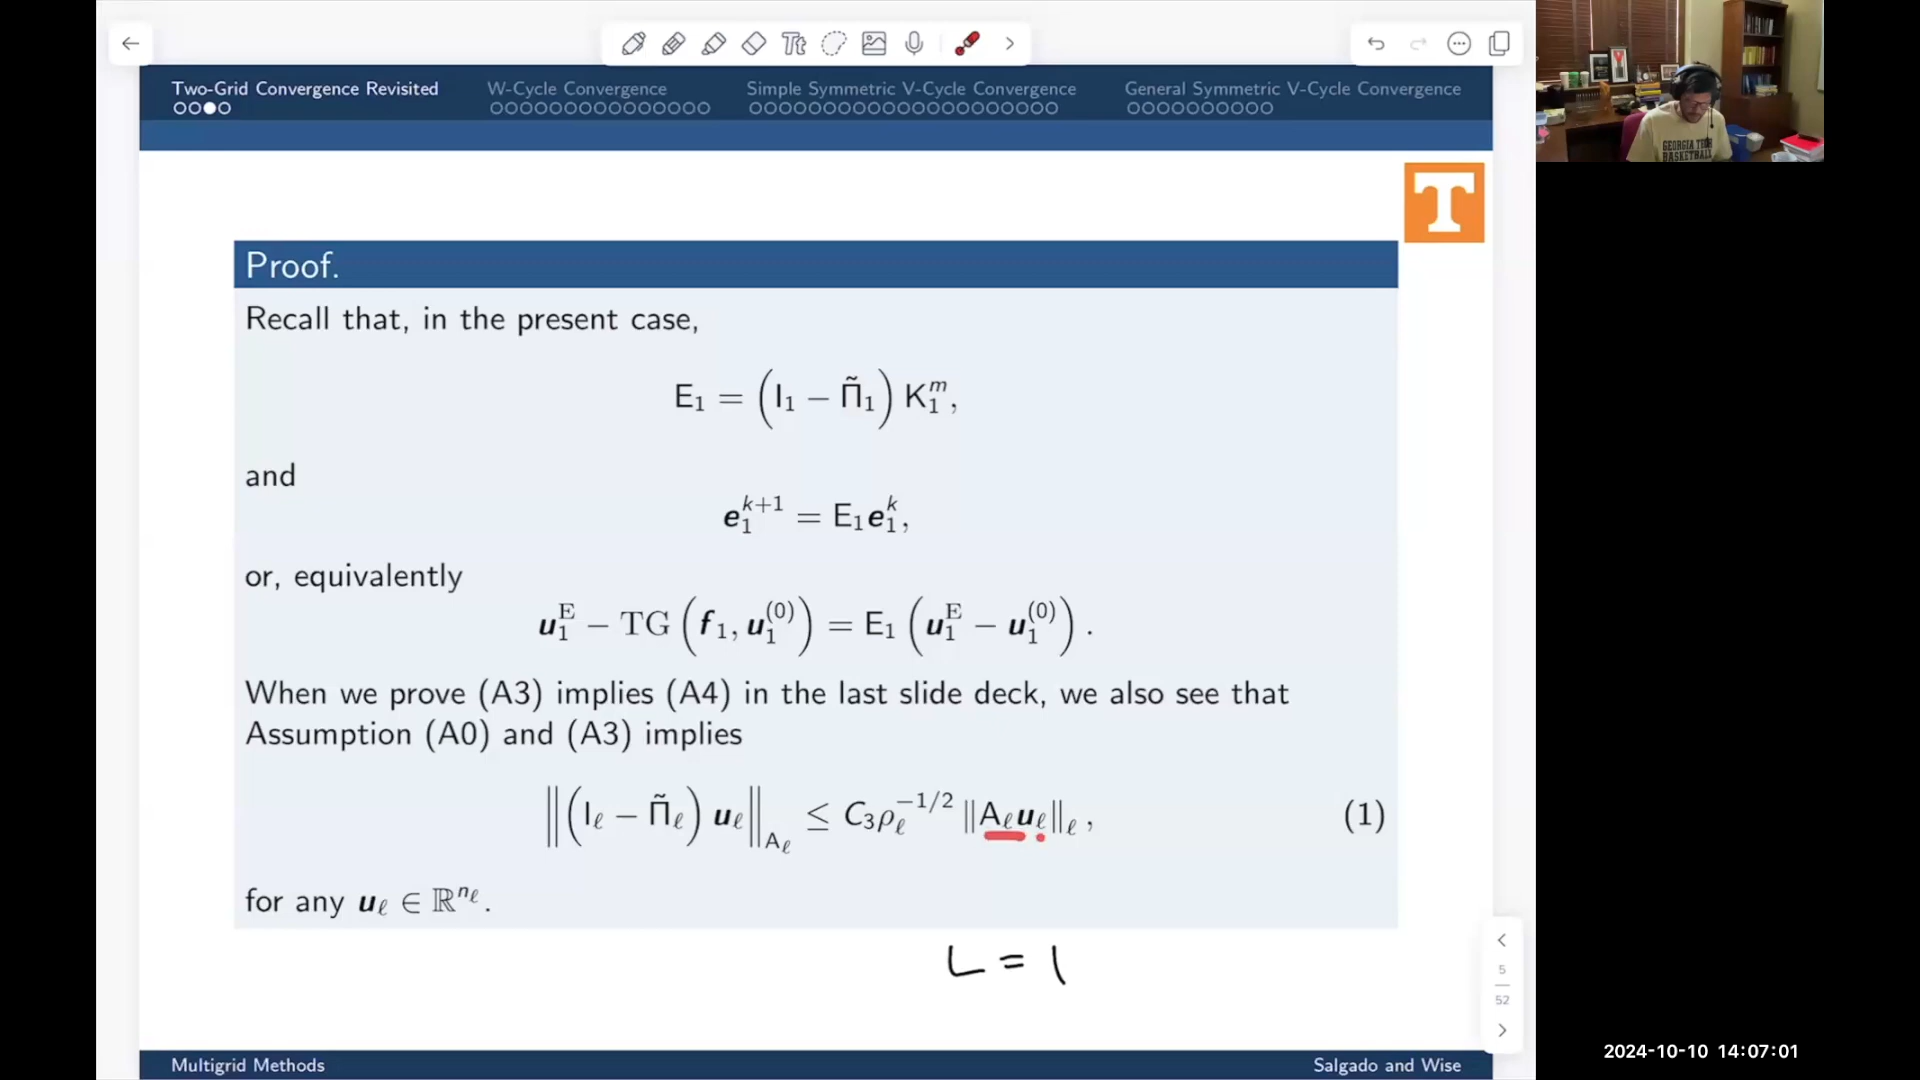 Two-Grid Convergence Revisited
W-Cycle Convergence
Simple Symmetric V-Cycle Convergence
General Symmetric V-Cycle Convergence
T
GEORGIA TECH
BASKETBALL
Proof.
Recall that, in the present case,
E₁ = (I₁ − Π̃₁) K₁ᵐ,
and
e₁ᵏ⁺¹ = E₁e₁ᵏ,
or, equivalently
u₁ᴱ − TG (f₁, u₁⁽⁰⁾) = E₁ (u₁ᴱ − u₁⁽⁰⁾) .
When we prove (A3) implies (A4) in the last slide deck, we also see that
Assumption (A0) and (A3) implies
‖(I_ℓ − Π̃_ℓ) u_ℓ‖_{A_ℓ} ≤ C₃ρ_ℓ^{−1/2} ‖A_ℓu_ℓ‖_ℓ , (1)
for any u_ℓ ∈ ℝ^{n_ℓ}.
L = 1
5
52
Multigrid Methods
Salgado and Wise
2024-10-10 14:07:01